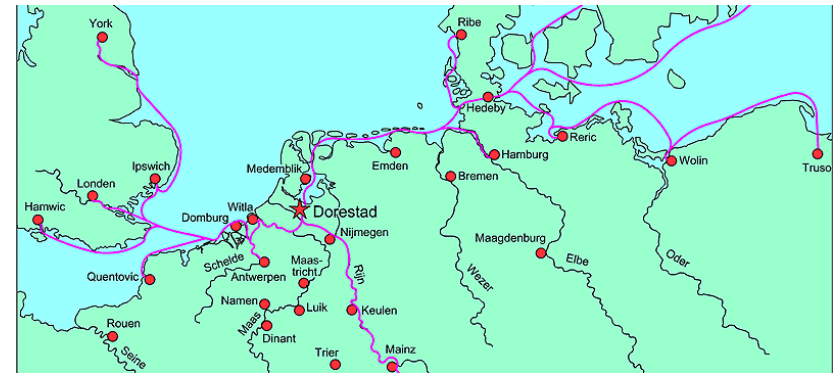 York
Ribe
Hedeby
Reric
Ipswich
Medemblik
Emden
Hamburg
Wolin
Truso
Londen
Bremen
Hamwic
Domburg
Witla
Dorestad
Nijmegen
Maagdenburg
Schelde
Antwerpen
Maas-
tricht
Rijn
Wezer
Elbe
Oder
Quentovic
Namen
Luik
Keulen
Maas
Dinant
Rouen
Seine
Trier
Mainz